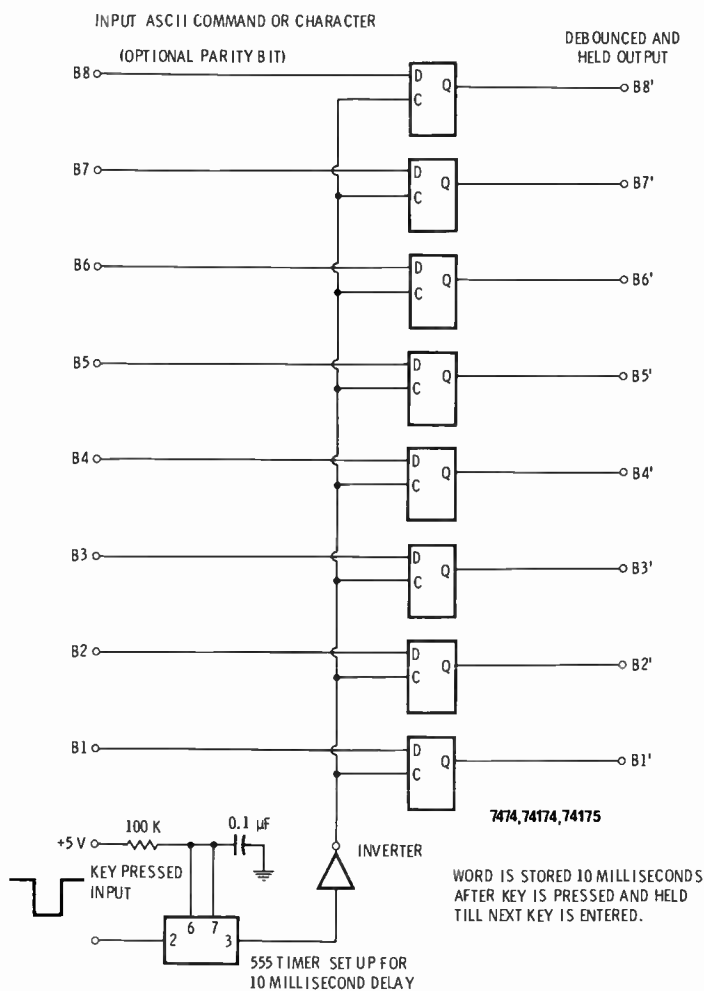 INPUT ASCII COMMAND OR CHARACTER
(OPTIONAL PARITY BIT)
DEBOUNCED AND
HELD OUTPUT
B8
D
C
Q
B8'
B7
D
C
Q
B7'
B6
D
C
Q
B6'
B5
D
C
Q
B5'
B4
D
C
Q
B4'
B3
D
C
Q
B3'
B2
D
C
Q
B2'
B1
D
C
Q
B1'
7474, 74174, 74175
100 K
0.1 µF
+5 V
INVERTER
KEY PRESSED
INPUT
WORD IS STORED 10 MILLISECONDS
AFTER KEY IS PRESSED AND HELD
TILL NEXT KEY IS ENTERED.
6
7
2
3
555 TIMER SET UP FOR
10 MILLISECOND DELAY